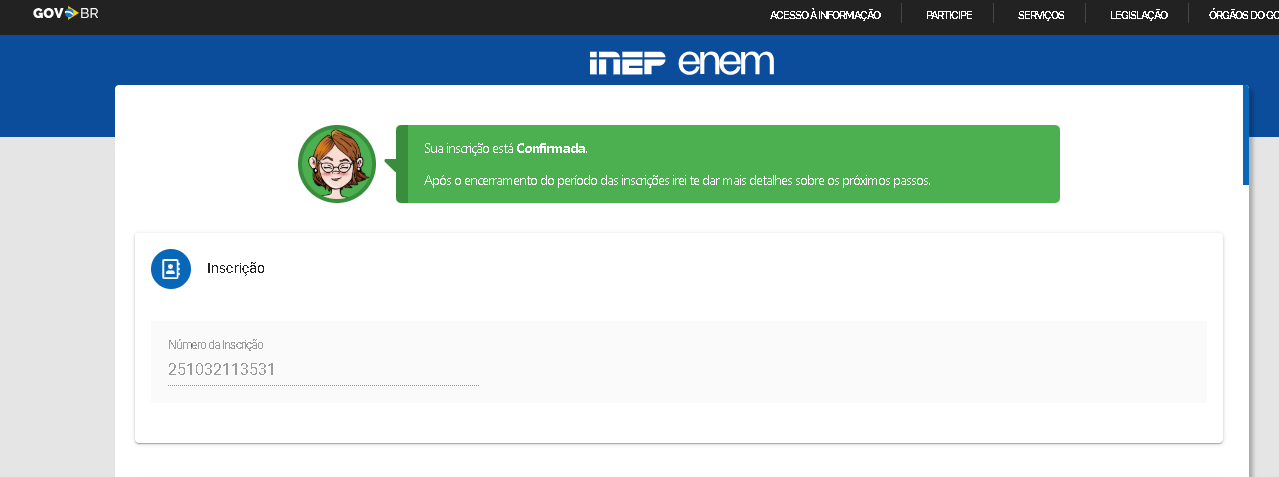 GOV BR
ACESSO À INFORMAÇÃO PARTICIPE SERVIÇOS LEGISLAÇÃO ÓRGÃOS DO GO
INEP enem
Sua inscrição está Confirmada.
Após o encerramento do período das inscrições irei te dar mais detalhes sobre os próximos passos.
Inscrição
Número da Inscrição
251032113531